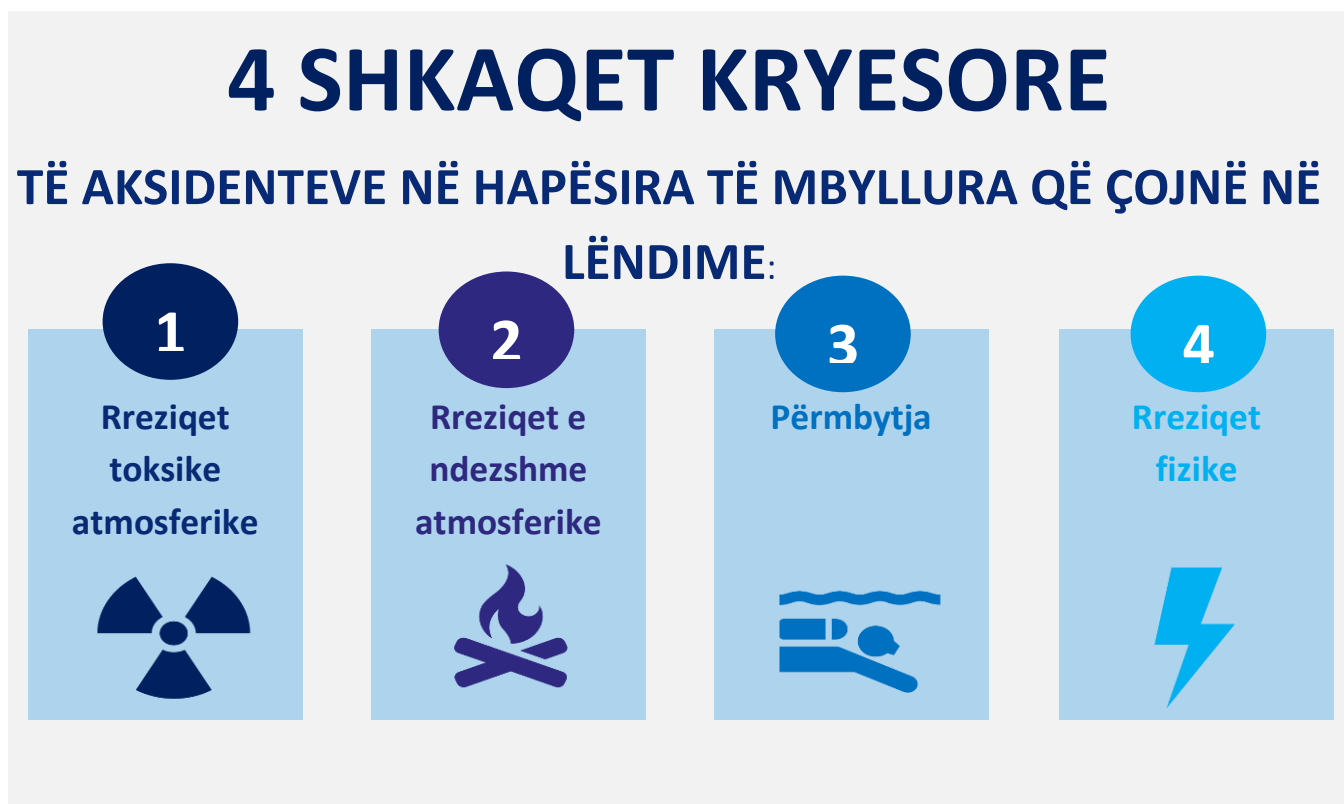 4 SHKAQET KRYESORE
TË AKSIDENTEVE NË HAPËSIRA TË MBYLLURA QË ÇOJNË NË
LËNDIME:
1
Rreziqet
toksike
atmosferike
2
Rreziqet e
ndezshme
atmosferike
3
Përmbytja
4
Rreziqet
fizike